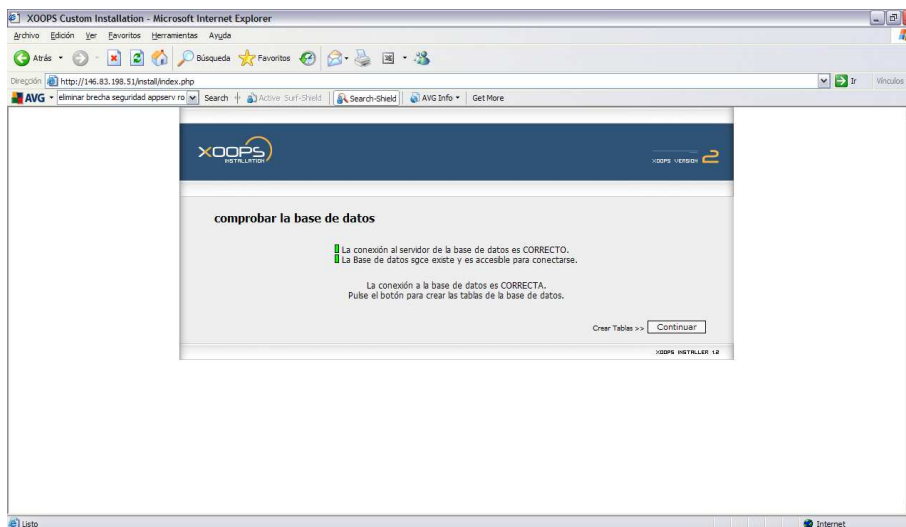 XOOPS Custom Installation - Microsoft Internet Explorer
Archivo Edición Ver Favoritos Herramientas Ayuda
Atrás Búsqueda Favoritos
Dirección http://146.83.198.51/install/index.php Ir Vínculos
AVG eliminar brecha seguridad appserv ro Search Active Surf-Shield Search-Shield AVG Info Get More
XOOPS
INSTALLATION
XOOPS VERSION 2
comprobar la base de datos
La conexión al servidor de la base de datos es CORRECTO.
La Base de datos sgce existe y es accesible para conectarse.
La conexión a la base de datos es CORRECTA.
Pulse el botón para crear las tablas de la base de datos.
Crear Tablas >> Continuar
XOOPS INSTALLER 1.2
Listo Internet